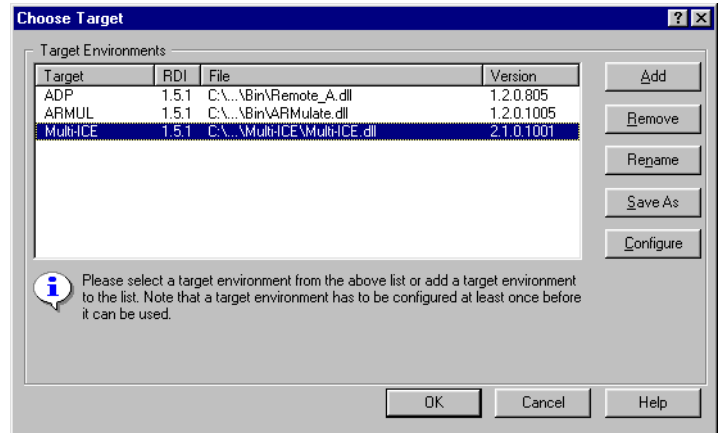 Choose Target
Target Environments
Target RDI File Version
ADP 1.5.1 C:\...\Bin\Remote_A.dll 1.2.0.805
ARMUL 1.5.1 C:\...\Bin\ARMulate.dll 1.2.0.1005
Multi-ICE 1.5.1 C:\...\Multi-ICE\Multi-ICE.dll 2.1.0.1001
Add
Remove
Rename
Save As
Configure
Please select a target environment from the above list or add a target environment
to the list. Note that a target environment has to be configured at least once before
it can be used.
OK Cancel Help